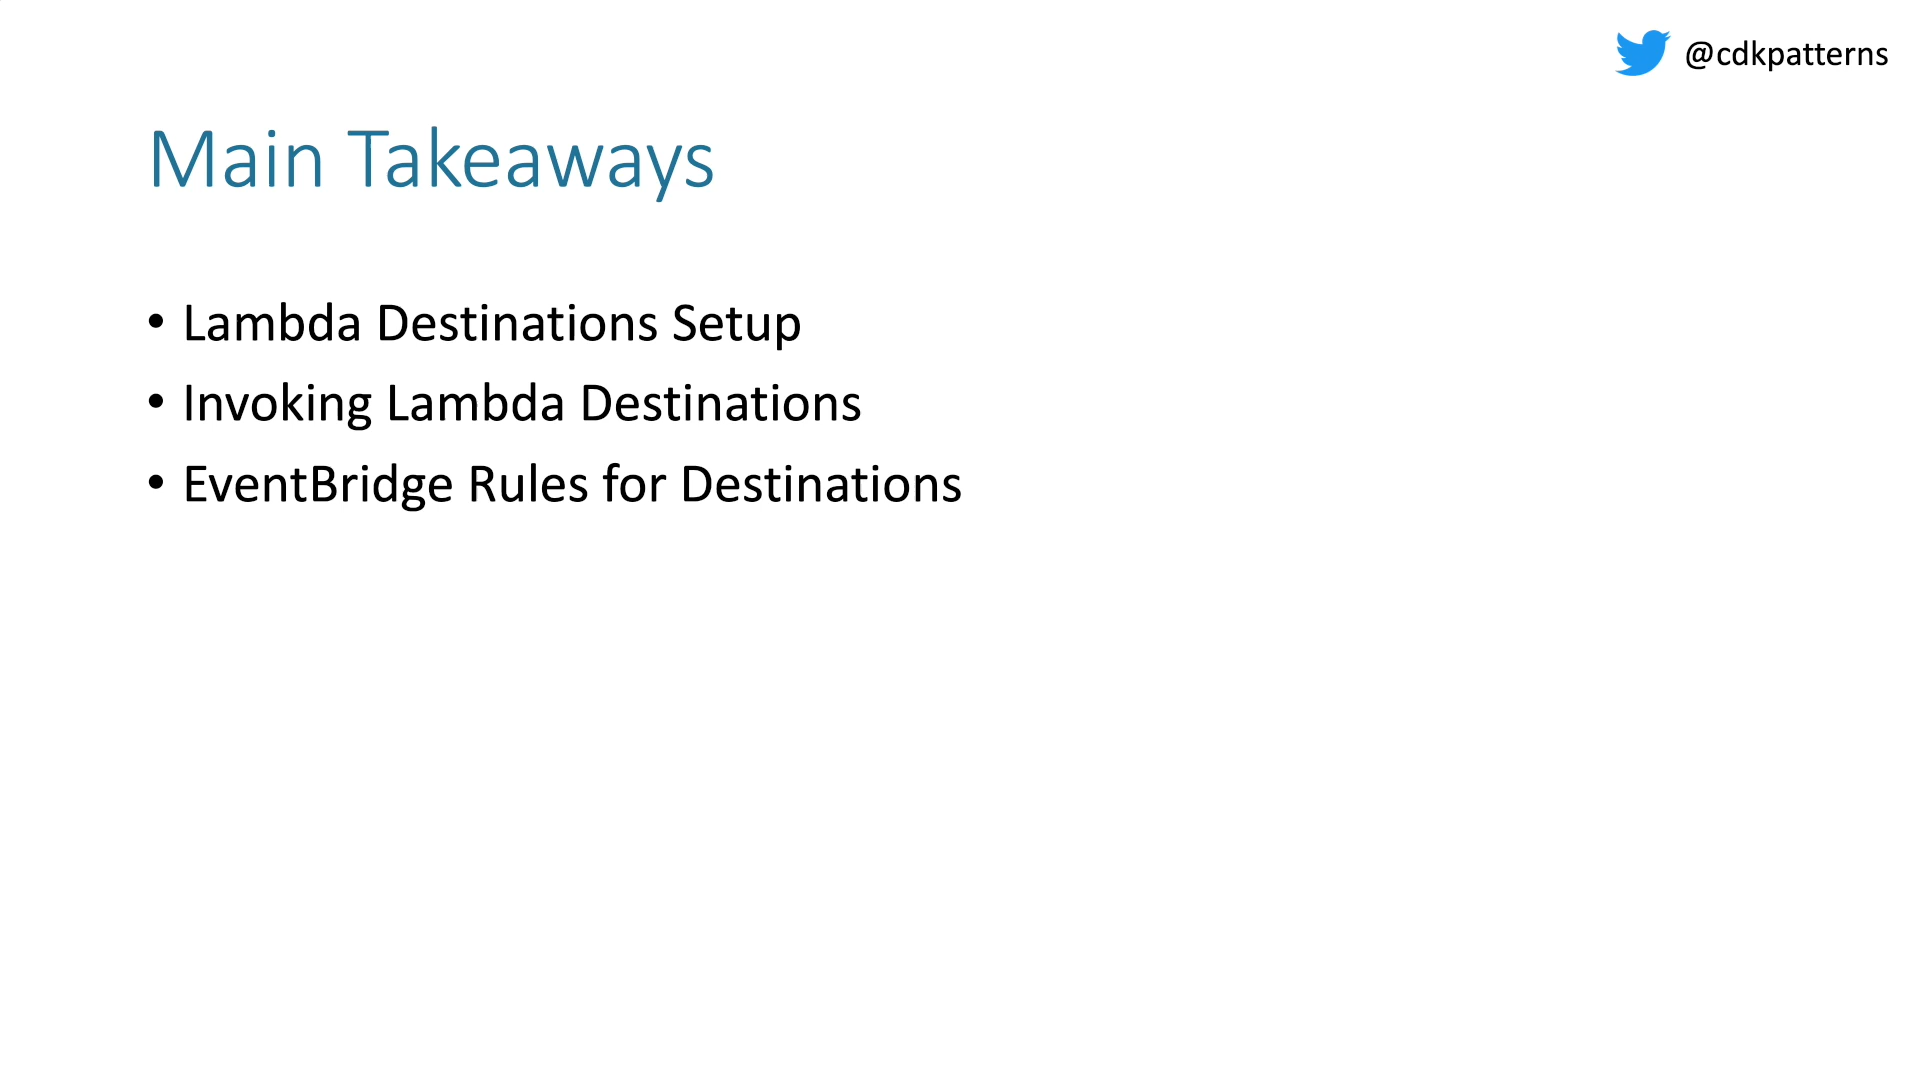 @cdkpatterns
Main Takeaways
• Lambda Destinations Setup
• Invoking Lambda Destinations
• EventBridge Rules for Destinations